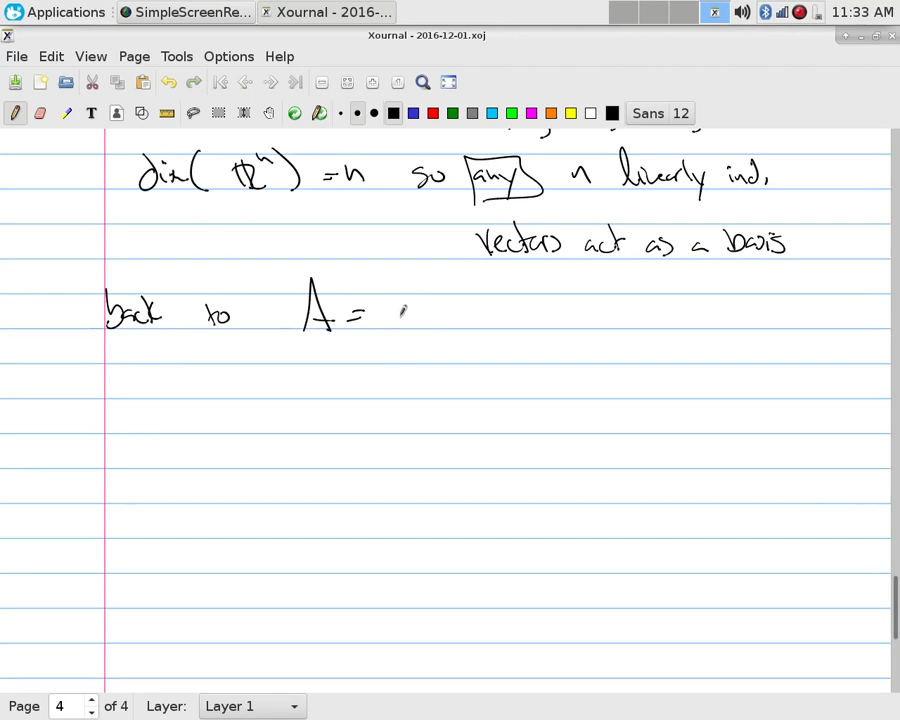 Applications SimpleScreenRe... Xournal - 2016-12-... 11:33 AM
Xournal - 2016-12-01.xoj
File Edit View Page Tools Options Help
Sans 12
dim( ℝⁿ ) = n so any n linearly ind.
vectors act as a basis
back to A =
Page 4 of 4 Layer: Layer 1